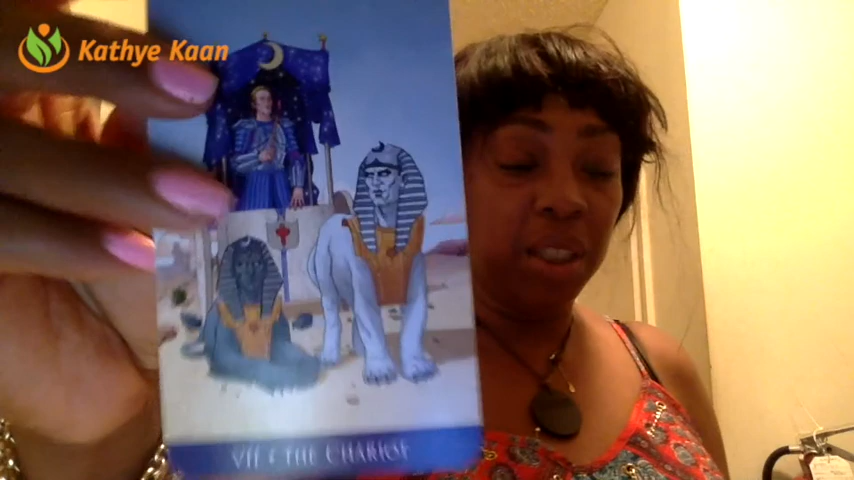 Kathye Kaan
VII • THE CHARIOT